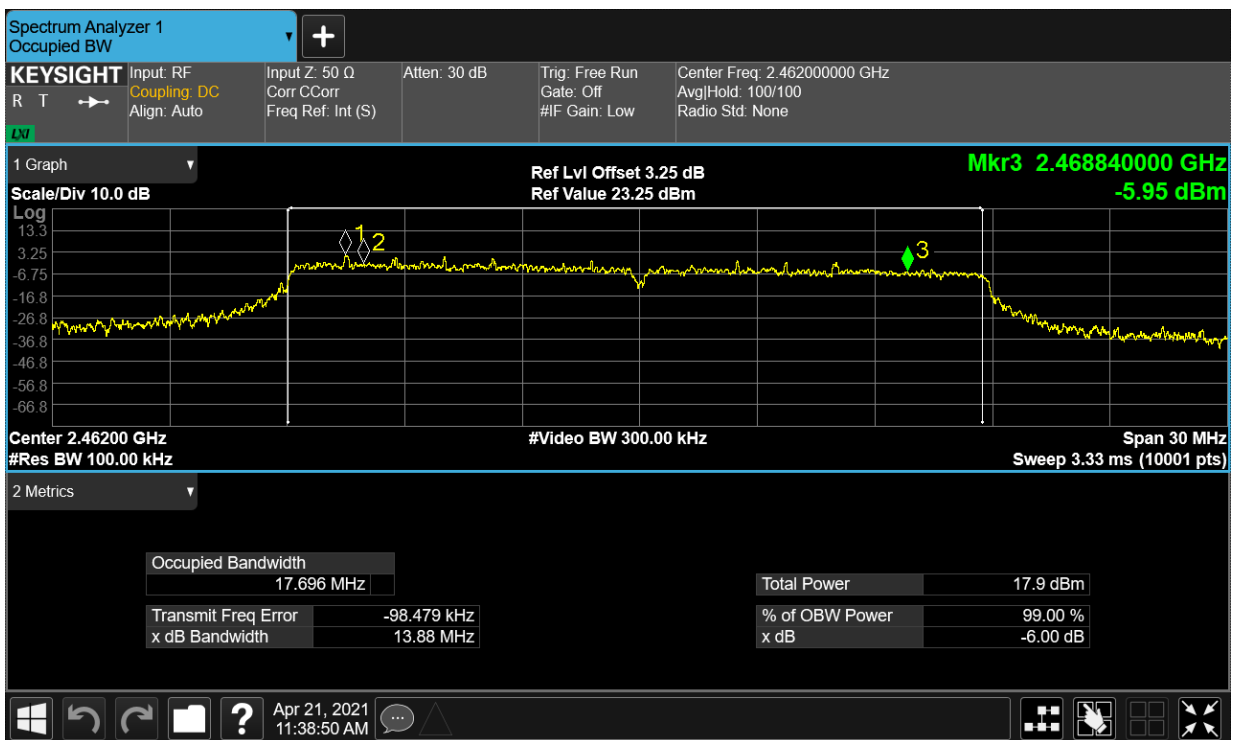 Spectrum Analyzer 1
Occupied BW
KEYSIGHT
R T
LXI
Input: RF
Coupling: DC
Align: Auto
Input Z: 50 Ω
Corr CCorr
Freq Ref: Int (S)
Atten: 30 dB
Trig: Free Run
Gate: Off
#IF Gain: Low
Center Freq: 2.462000000 GHz
Avg|Hold: 100/100
Radio Std: None
1 Graph
Scale/Div 10.0 dB
Ref Lvl Offset 3.25 dB
Ref Value 23.25 dBm
Mkr3 2.468840000 GHz
-5.95 dBm
Log
13.3
3.25
-6.75
-16.8
-26.8
-36.8
-46.8
-56.8
-66.8
1
2
3
Center 2.46200 GHz
#Res BW 100.00 kHz
#Video BW 300.00 kHz
Span 30 MHz
Sweep 3.33 ms (10001 pts)
2 Metrics
Occupied Bandwidth
17.696 MHz
Transmit Freq Error -98.479 kHz
x dB Bandwidth 13.88 MHz
Total Power 17.9 dBm
% of OBW Power 99.00 %
x dB -6.00 dB
?
Apr 21, 2021
11:38:50 AM